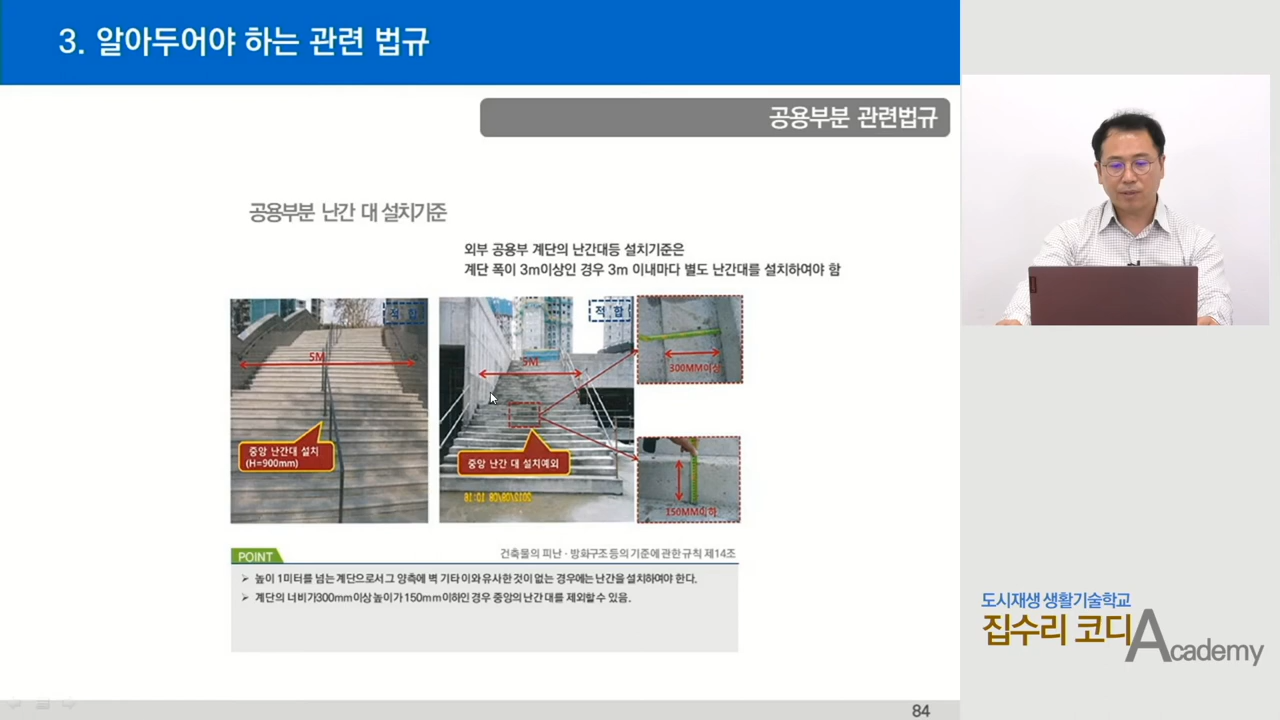 3. 알아두어야 하는 관련 법규
공용부분 관련법규
공용부분 난간 대 설치기준
외부 공용부 계단의 난간대등 설치기준은
계단 폭이 3m이상인 경우 3m 이내마다 별도 난간대를 설치하여야 함
적 합
5M
중앙 난간대 설치
(H=900mm)
적 합
5M
중앙 난간 대 설치예외
300MM이상
150MM이하
POINT
건축물의 피난·방화구조 등의 기준에 관한 규칙 제14조
➢ 높이 1미터를 넘는 계단으로서 그 양측에 벽 기타 이와 유사한 것이 없는 경우에는 난간을 설치하여야 한다.
➢ 계단의 너비가300mm이상 높이가 150mm이하인 경우 중앙의 난간대를 제외할 수 있음.
84
도시재생 생활기술학교
집수리 코디 Academy